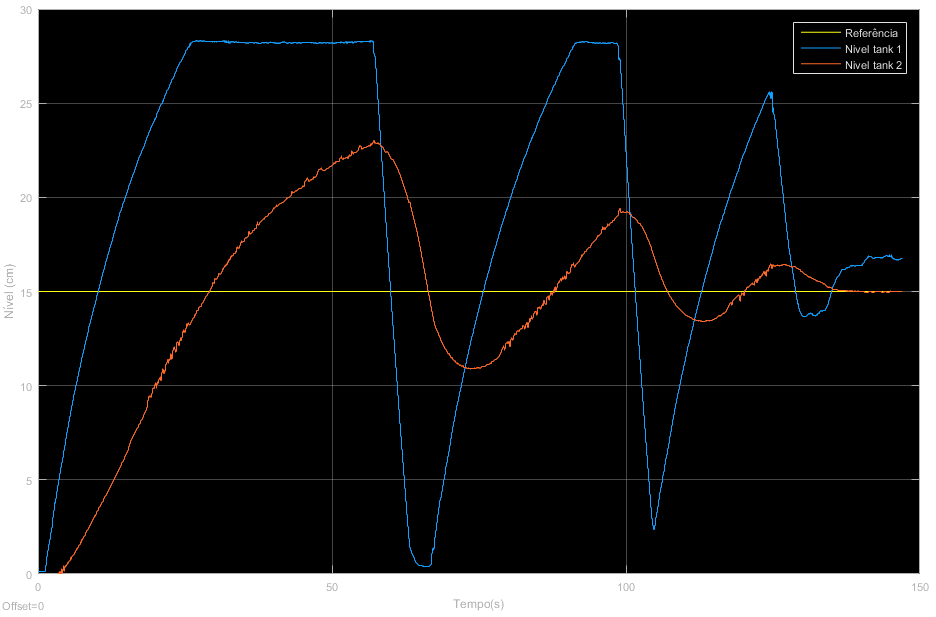 30
25
20
15
10
5
0
Nível (cm)
Referência
Nivel tank 1
Nivel tank 2
0
50
100
150
Tempo(s)
Offset=0